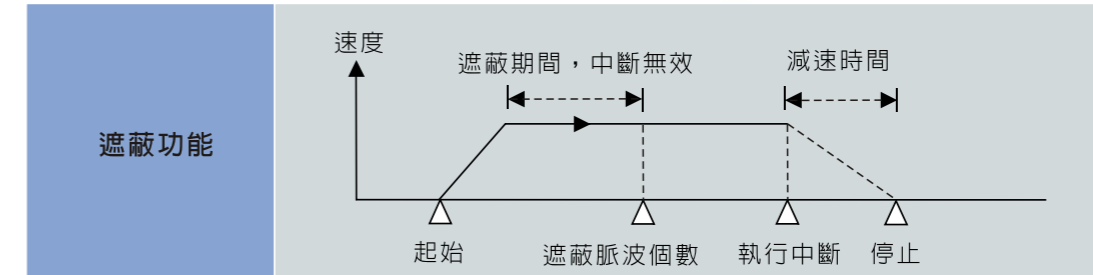 遮蔽功能
速度
遮蔽期間，中斷無效
減速時間
起始
遮蔽脈波個數
執行中斷
停止